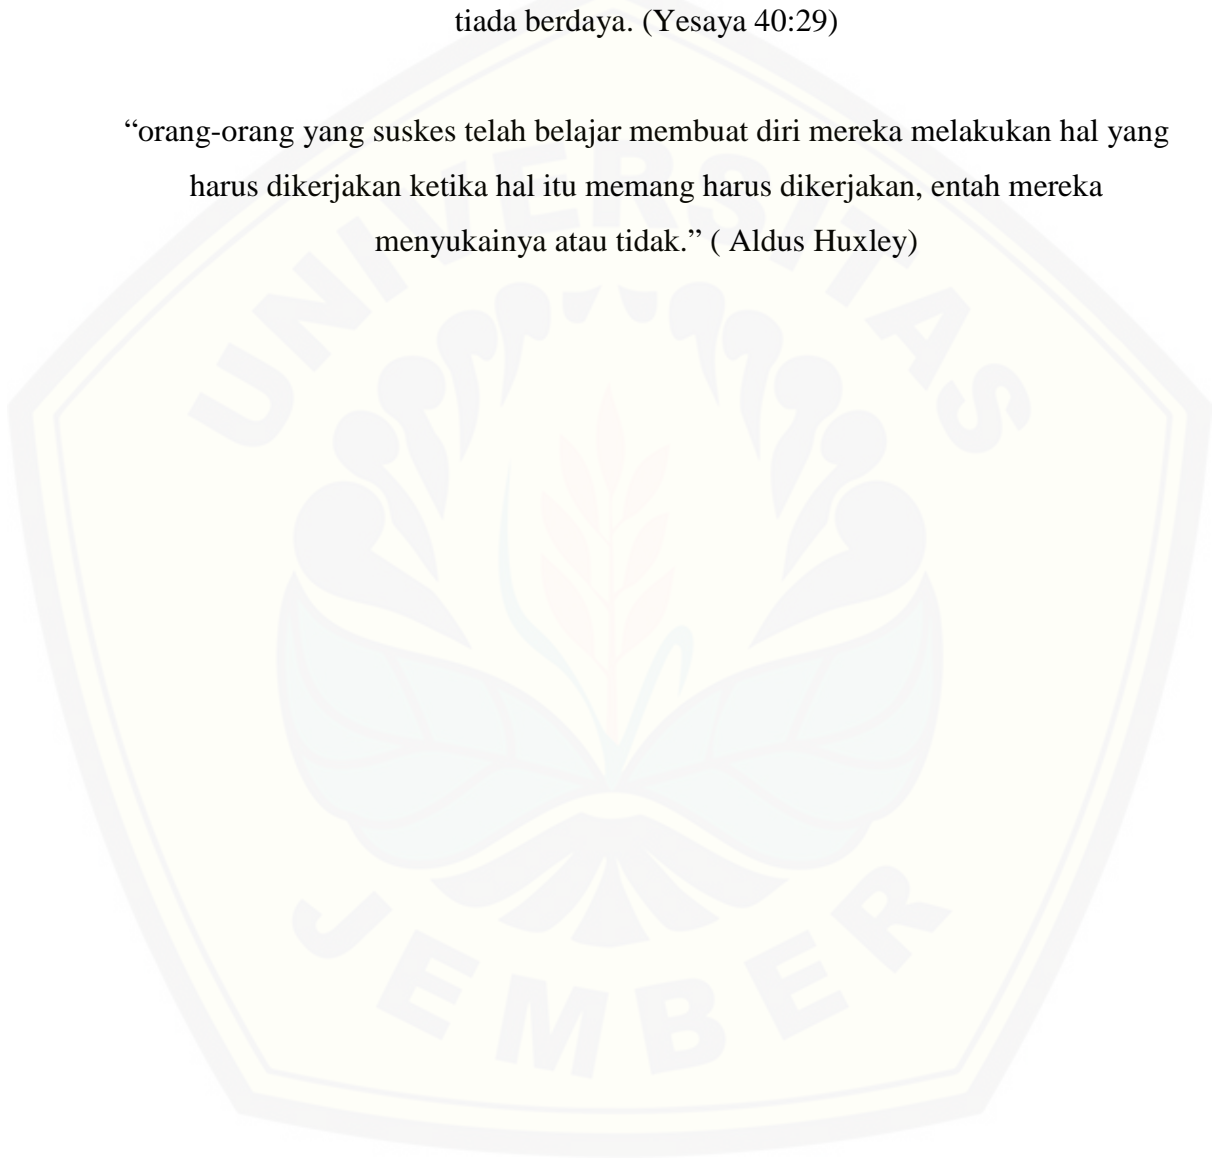 tiada berdaya. (Yesaya 40:29)
“orang-orang yang suskes telah belajar membuat diri mereka melakukan hal yang
harus dikerjakan ketika hal itu memang harus dikerjakan, entah mereka
menyukainya atau tidak.” ( Aldus Huxley)
UNIVERSITAS
JEMBER